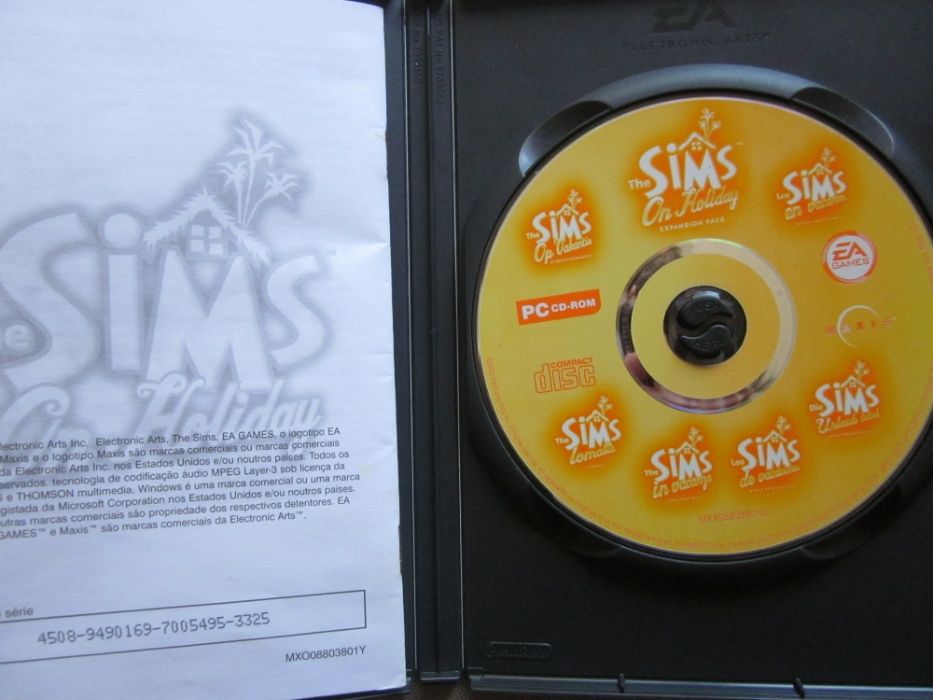 The
SiMS
On Holiday
lectronic Arts Inc. Electronic Arts, The Sims, EA GAMES, o logotipo EA
Maxis e o logotipo Maxis são marcas comerciais ou marcas comerciais
da Electronic Arts Inc. nos Estados Unidos e/ou noutros países. Todos os
servados. tecnologia de codificação áudio MPEG Layer-3 sob licença da
S e THOMSON multimedia. Windows é uma marca comercial ou uma marca
gistada da Microsoft Corporation nos Estados Unidos e/ou noutros países.
outras marcas comerciais são propriedade dos respectivos detentores. EA
GAMES™ e Maxis™ são marcas comerciais da Electronic Arts™.
série
4508-9490169-7005495-3325
MXO08803801Y
EA
ELECTRONIC ARTS
The SiMS
On Holiday
EXPANSION PACK
The SiMS
Op Vakantie
Les SiMS
en vacances
EA
GAMES
PC CD-ROM
MAXIS
COMPACT
disc
The SiMS
Lomalla
The SiMS
in vacanza
Los SiMS
de vacaciones
Die SiMS
Urlaub total
MXX08803801D